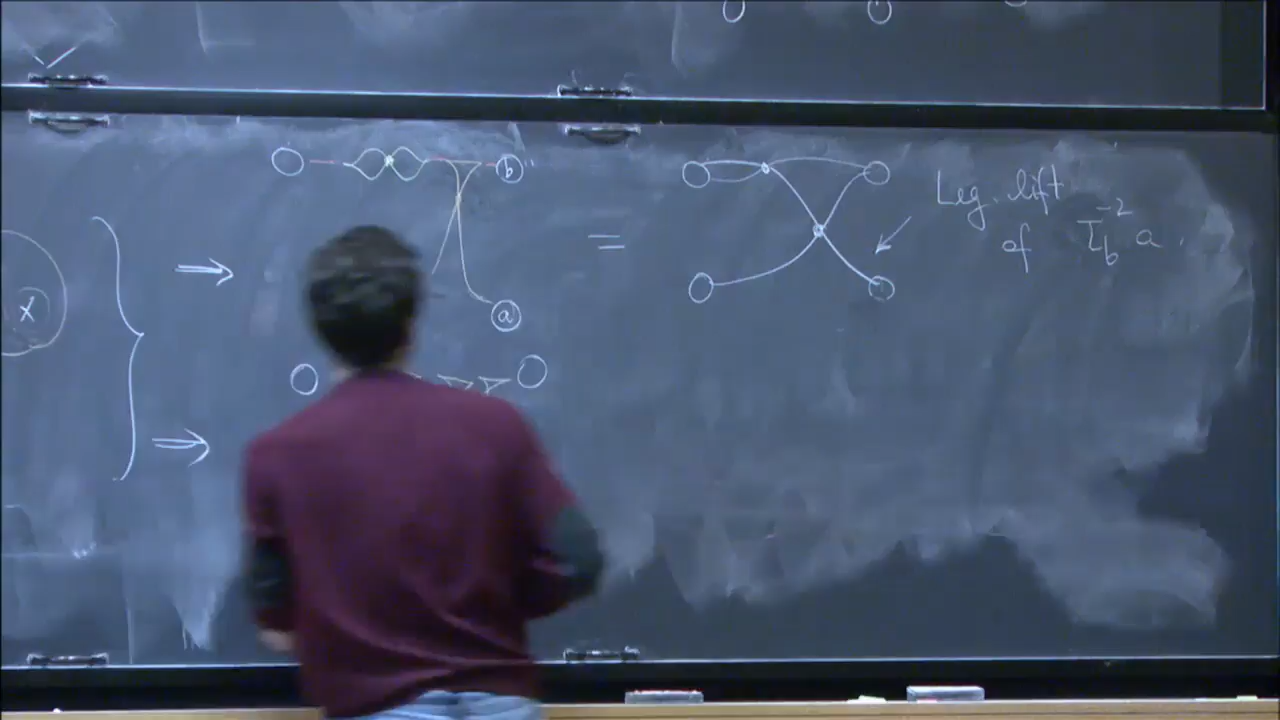 b "
a
x
=
Leg. lift
of τ_b^{-2} a.